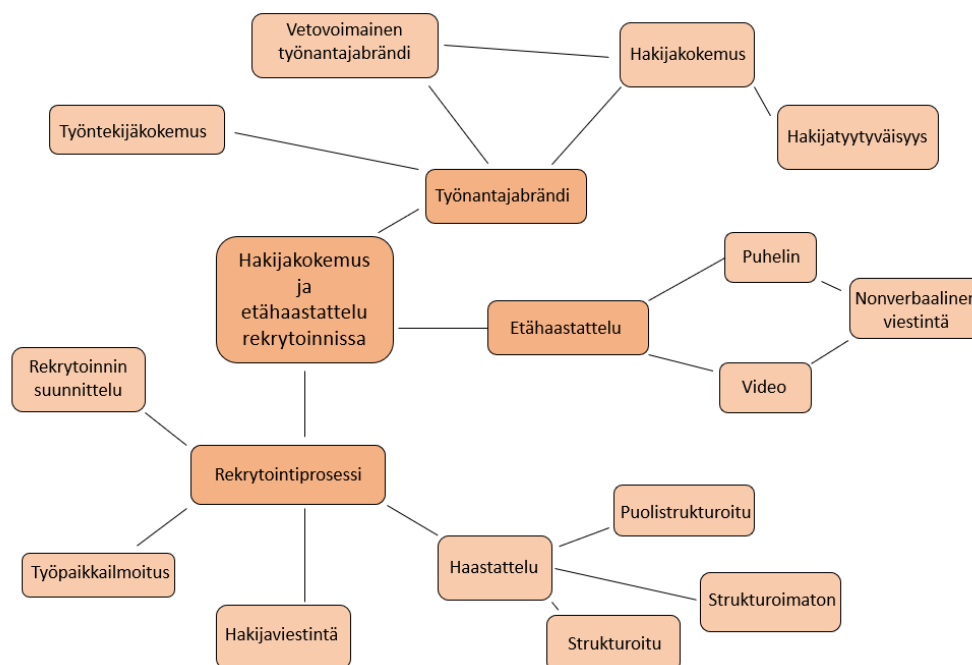 Vetovoimainen
työnantajabrändi
Hakijakokemus
Työntekijäkokemus
Hakijatyytyväisyys
Työnantajabrändi
Hakijakokemus
ja
etähaastattelu
rekrytoinnissa
Puhelin
Etähaastattelu
Nonverbaalinen
viestintä
Video
Rekrytoinnin
suunnittelu
Rekrytointiprosessi
Puolistrukturoitu
Työpaikkailmoitus
Haastattelu
Strukturoimaton
Hakijaviestintä
Strukturoitu